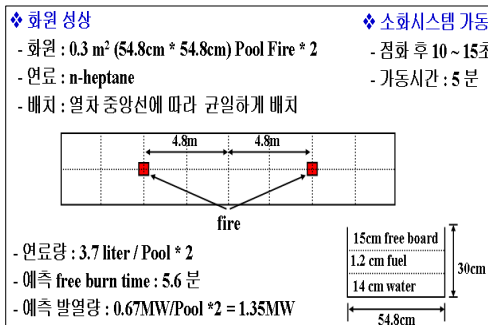 ❖ 화원 성상
- 화원 : 0.3 m² (54.8cm * 54.8cm) Pool Fire * 2
- 연료 : n-heptane
- 배치 : 열차 중앙선에 따라 균일하게 배치
❖ 소화시스템 가동
- 점화 후 10 ~ 15초
- 가동시간 : 5 분
4.8m 4.8m
fire
- 연료량 : 3.7 liter / Pool * 2
- 예측 free burn time : 5.6 분
- 예측 발열량 : 0.67MW/Pool *2 = 1.35MW
15cm free board
1.2 cm fuel
14 cm water
30cm
54.8cm